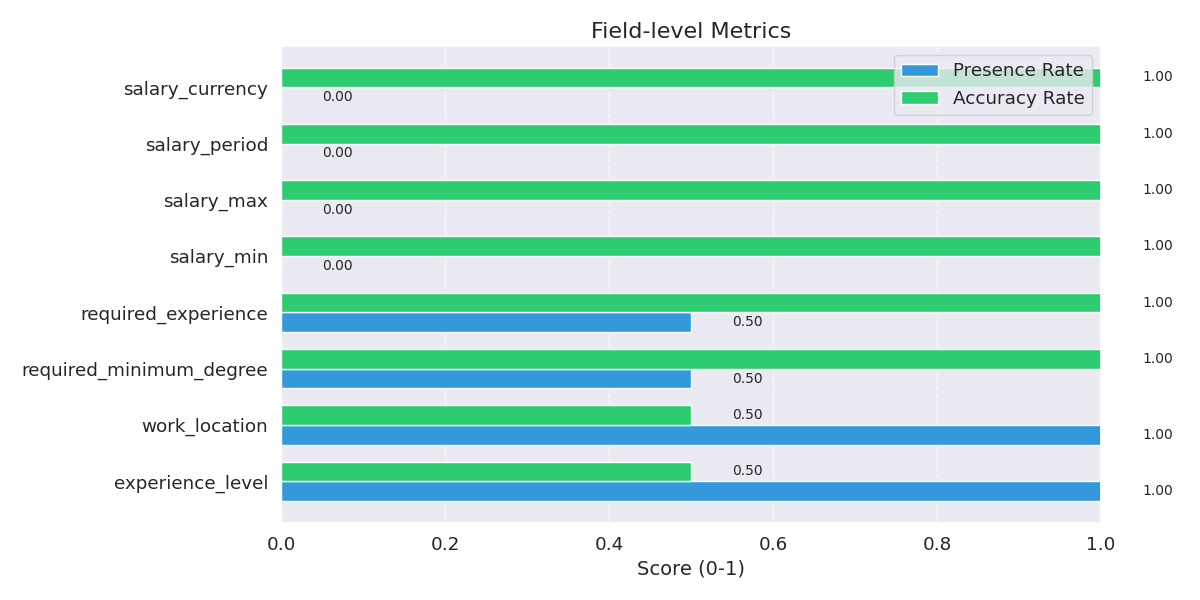 Field-level Metrics
Presence Rate
Accuracy Rate
salary_currency
1.00
0.00
salary_period
1.00
0.00
salary_max
1.00
0.00
salary_min
1.00
0.00
required_experience
1.00
0.50
required_minimum_degree
1.00
0.50
work_location
0.50
1.00
experience_level
0.50
1.00
0.0 0.2 0.4 0.6 0.8 1.0
Score (0-1)